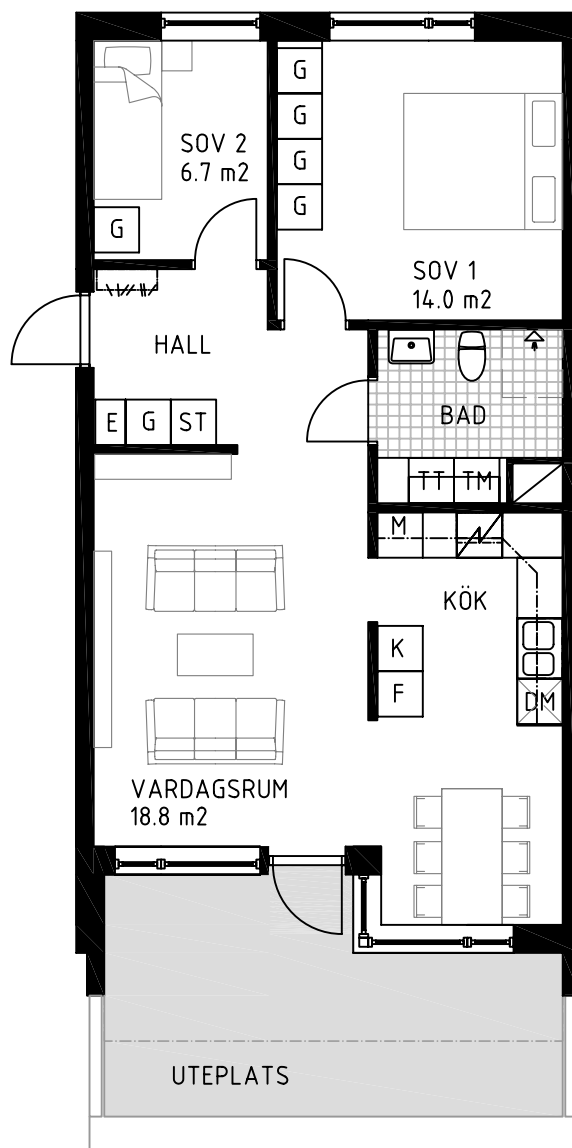 G
G
SOV 2
6.7 m2
G
G
G
SOV 1
14.0 m2
HALL
E G ST
BAD
TT TM
M
KÖK
K
F
DM
VARDAGSRUM
18.8 m2
UTEPLATS